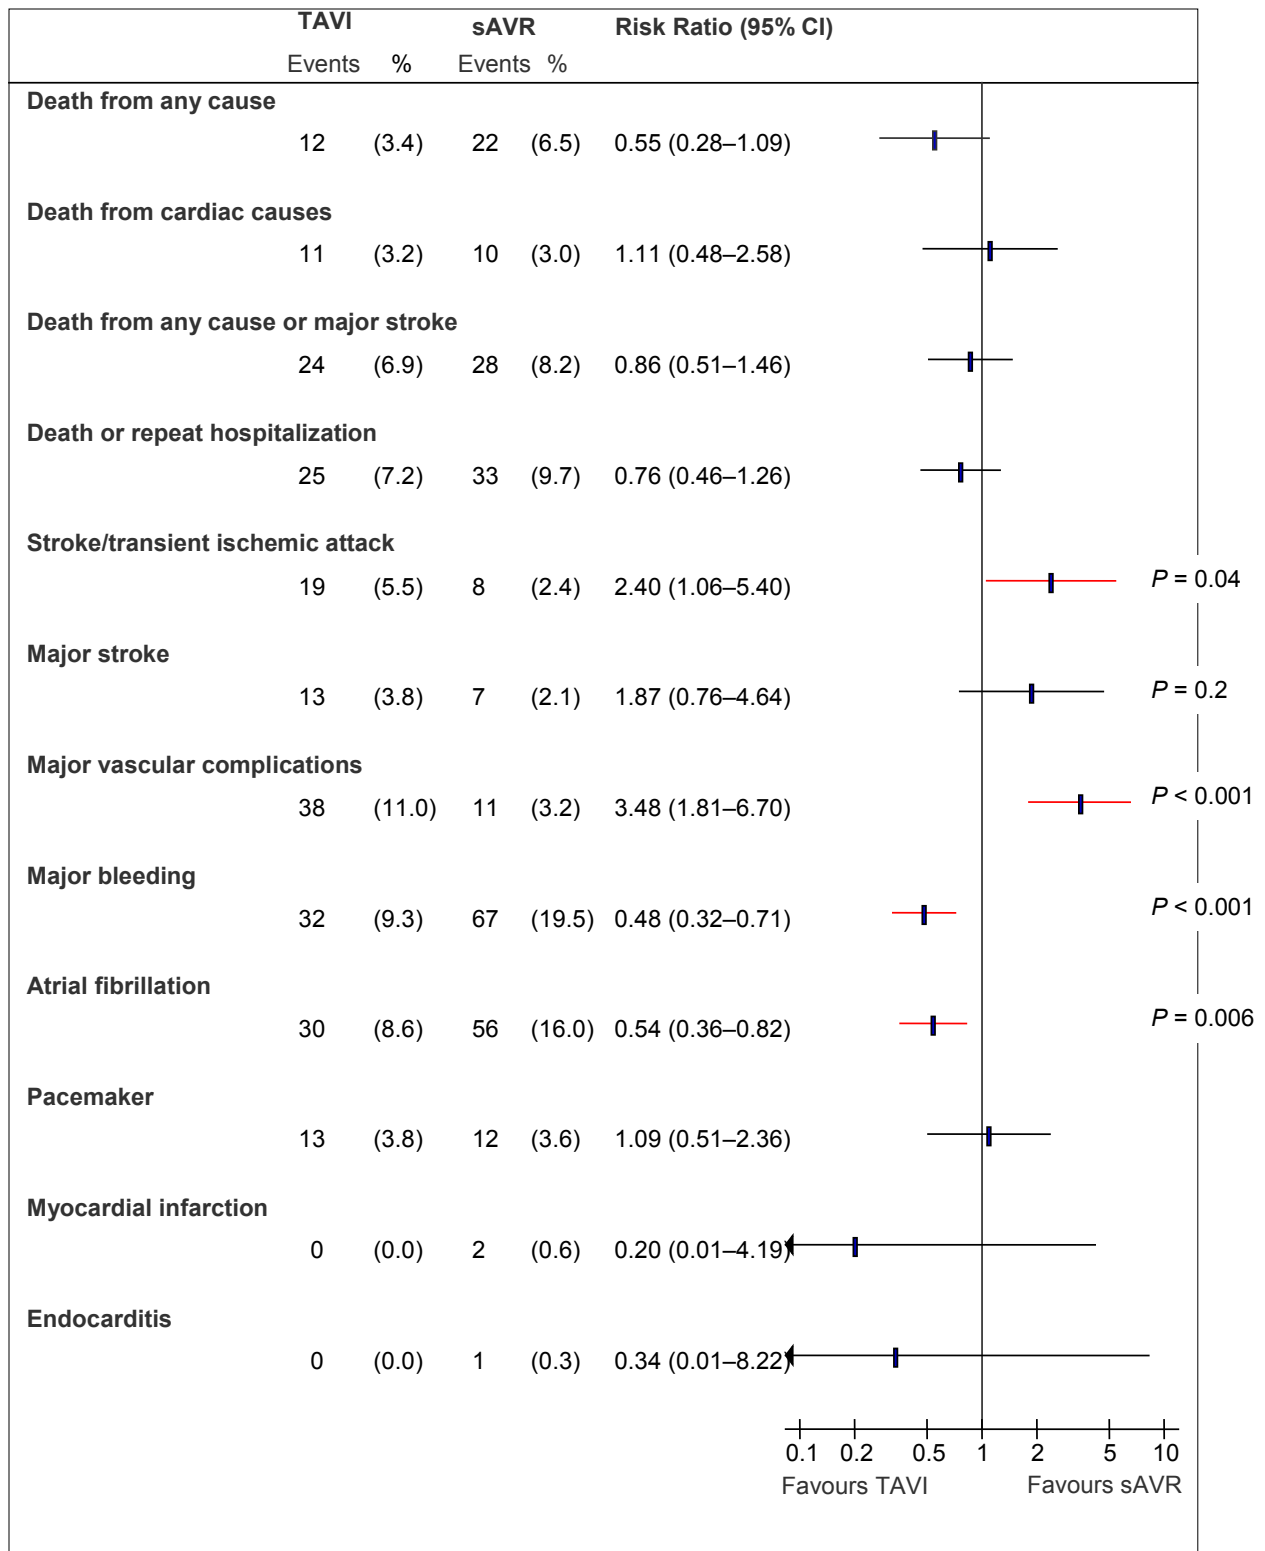 TAVI sAVR Risk Ratio (95% CI)
Events % Events %
Death from any cause
12 (3.4) 22 (6.5) 0.55 (0.28–1.09)
Death from cardiac causes
11 (3.2) 10 (3.0) 1.11 (0.48–2.58)
Death from any cause or major stroke
24 (6.9) 28 (8.2) 0.86 (0.51–1.46)
Death or repeat hospitalization
25 (7.2) 33 (9.7) 0.76 (0.46–1.26)
Stroke/transient ischemic attack
19 (5.5) 8 (2.4) 2.40 (1.06–5.40) P = 0.04
Major stroke
13 (3.8) 7 (2.1) 1.87 (0.76–4.64) P = 0.2
Major vascular complications
38 (11.0) 11 (3.2) 3.48 (1.81–6.70) P < 0.001
Major bleeding
32 (9.3) 67 (19.5) 0.48 (0.32–0.71) P < 0.001
Atrial fibrillation
30 (8.6) 56 (16.0) 0.54 (0.36–0.82) P = 0.006
Pacemaker
13 (3.8) 12 (3.6) 1.09 (0.51–2.36)
Myocardial infarction
0 (0.0) 2 (0.6) 0.20 (0.01–4.19)
Endocarditis
0 (0.0) 1 (0.3) 0.34 (0.01–8.22)
0.1 0.2 0.5 1 2 5 10
Favours TAVI Favours sAVR